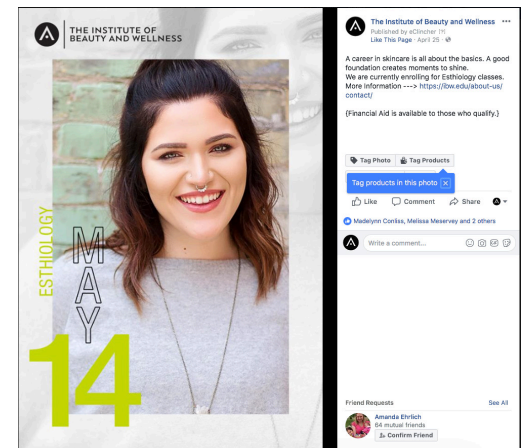 THE INSTITUTE OF
BEAUTY AND WELLNESS
ESTHIOLOGY
MAY
14
The Institute of Beauty and Wellness
Published by eClincher [?]
Like This Page · April 25 ·
A career in skincare is all about the basics. A good
foundation creates moments to shine.
We are currently enrolling for Esthiology classes.
More Information ---> https://ibw.edu/about-us/
contact/
{Financial Aid is available to those who qualify.}
Tag Photo Tag Products
Tag products in this photo
Like Comment Share
Madelynn Conliss, Melissa Meservey and 2 others
Write a comment...
GIF
Friend Requests See All
Amanda Ehrlich
64 mutual friends
Confirm Friend